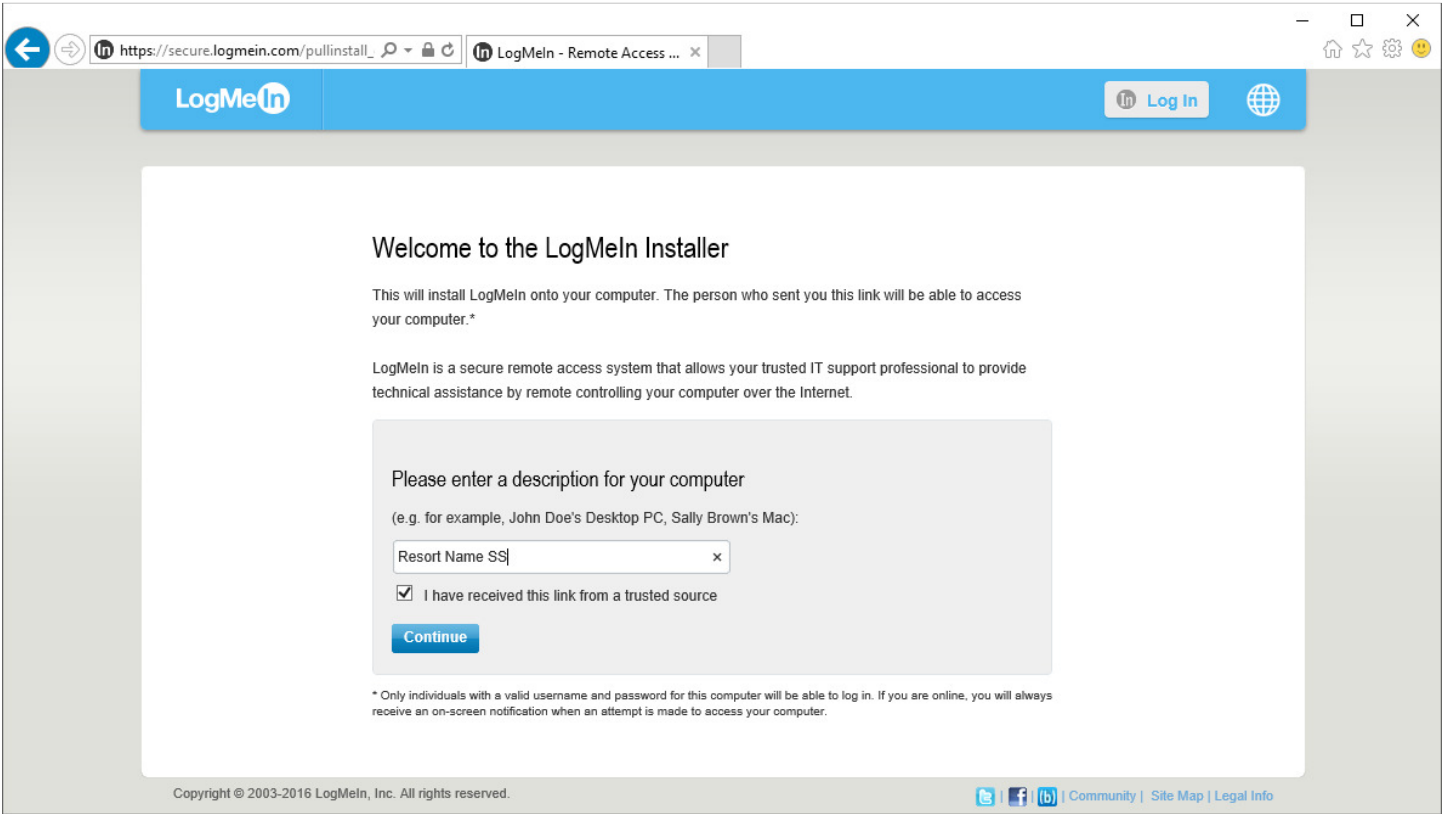 https://secure.logmein.com/pullinstall_
LogMeIn - Remote Access ...
LogMeIn
In Log In
Welcome to the LogMeIn Installer
This will install LogMeIn onto your computer. The person who sent you this link will be able to access
your computer.*
LogMeIn is a secure remote access system that allows your trusted IT support professional to provide
technical assistance by remote controlling your computer over the Internet.
Please enter a description for your computer
(e.g. for example, John Doe's Desktop PC, Sally Brown's Mac):
Resort Name SS
I have received this link from a trusted source
Continue
* Only individuals with a valid username and password for this computer will be able to log in. If you are online, you will always
receive an on-screen notification when an attempt is made to access your computer.
Copyright © 2003-2016 LogMeIn, Inc. All rights reserved.
| f | (b) | Community | Site Map | Legal Info